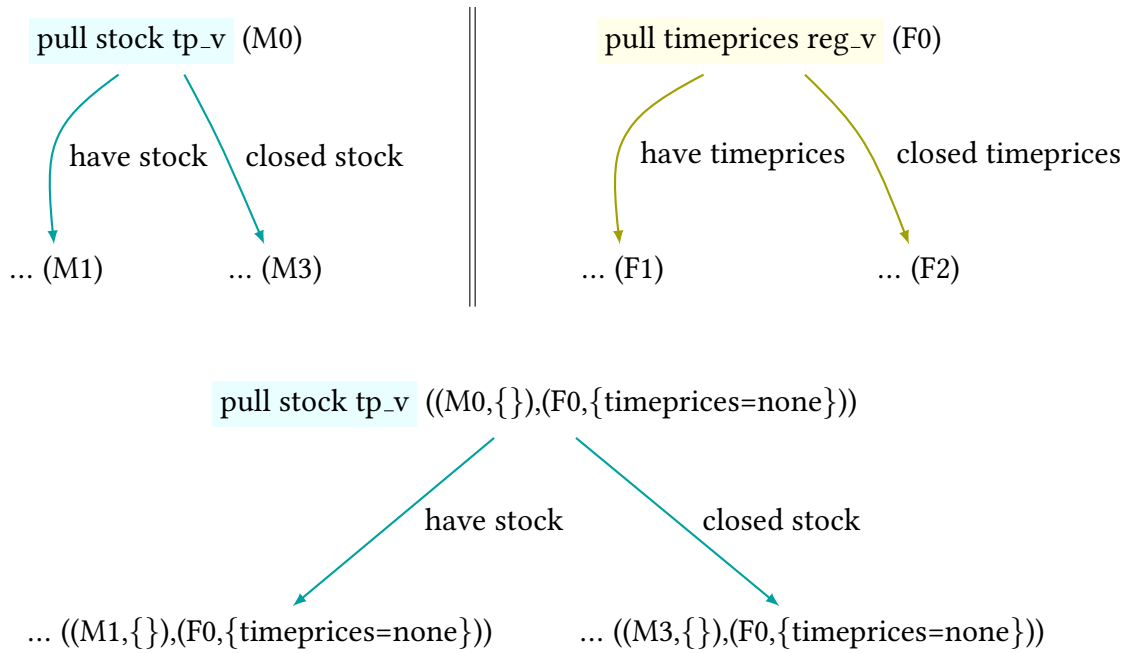 pull stock tp_v (M0)
have stock
closed stock
... (M1)
... (M3)
pull timeprices reg_v (F0)
have timeprices
closed timeprices
... (F1)
... (F2)
pull stock tp_v ((M0,{}),(F0,{timeprices=none}))
have stock
closed stock
... ((M1,{}),(F0,{timeprices=none}))
... ((M3,{}),(F0,{timeprices=none}))